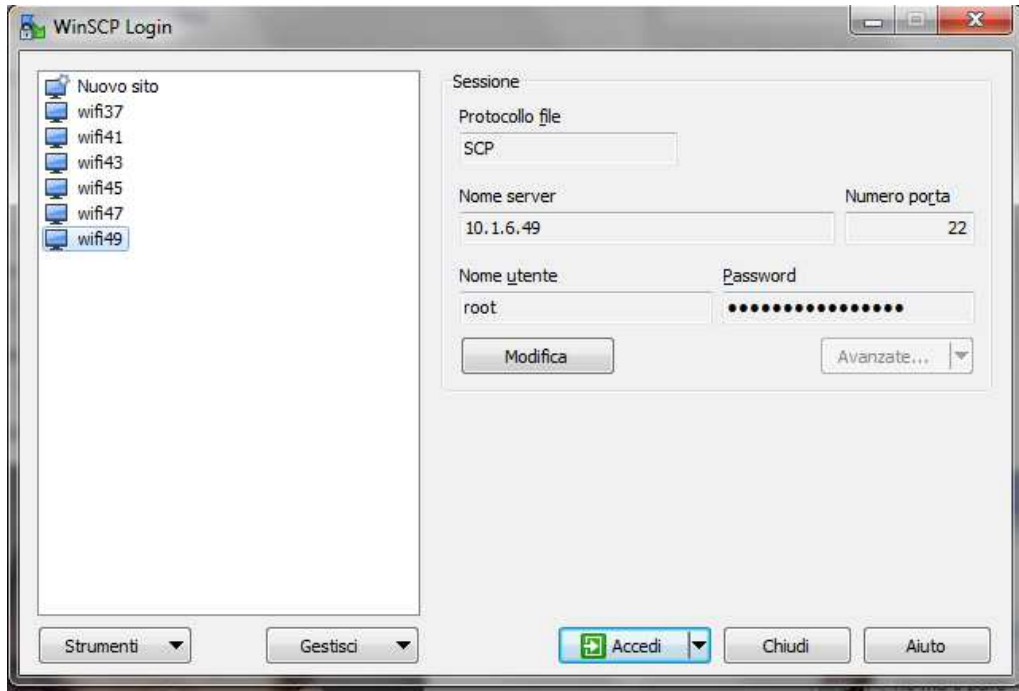 WinSCP Login
Nuovo sito
wifi37
wifi41
wifi43
wifi45
wifi47
wifi49
Sessione
Protocollo file
SCP
Nome server Numero porta
10.1.6.49 22
Nome utente Password
root ••••••••••••••••
Modifica Avanzate...
Strumenti Gestisci Accedi Chiudi Aiuto